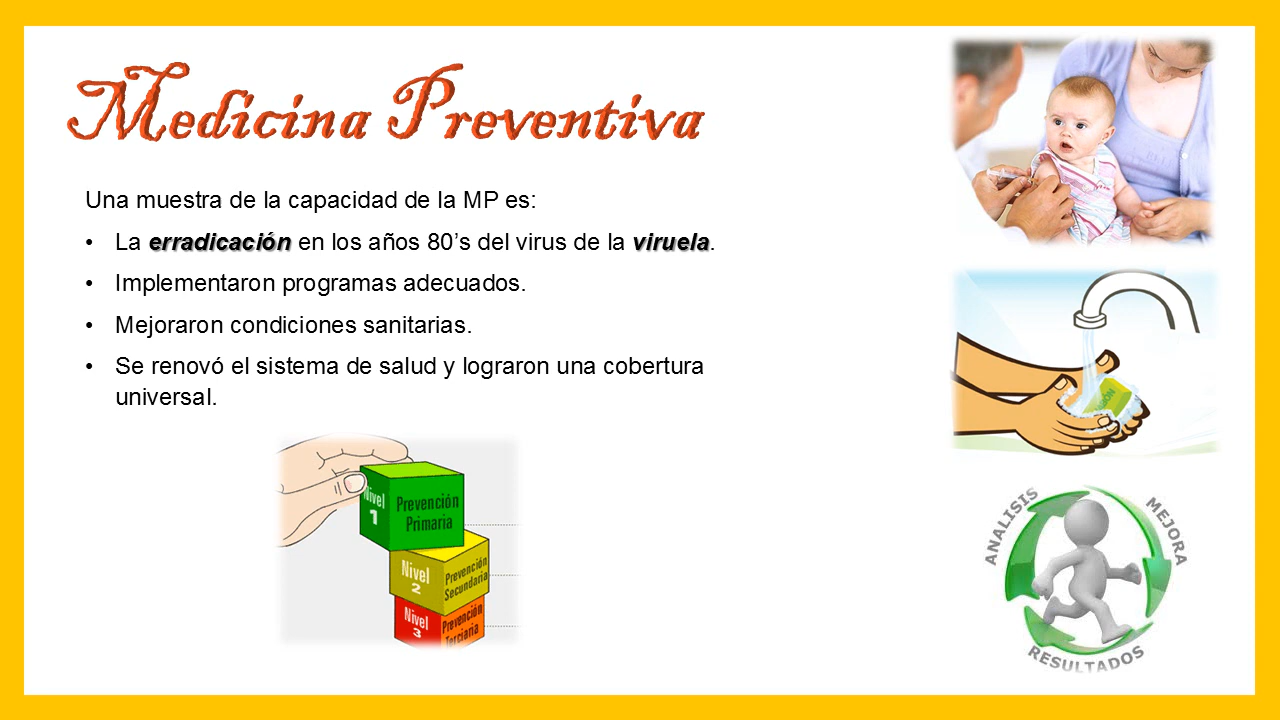 Medicina Preventiva
Una muestra de la capacidad de la MP es:
• La erradicación en los años 80’s del virus de la viruela.
• Implementaron programas adecuados.
• Mejoraron condiciones sanitarias.
• Se renovó el sistema de salud y lograron una cobertura
universal.
Nivel
1
Prevención
Primaria
Nivel
2
Prevención
Secundaria
Nivel
3
Prevención
Terciaria
ANALISIS
MEJORA
RESULTADOS